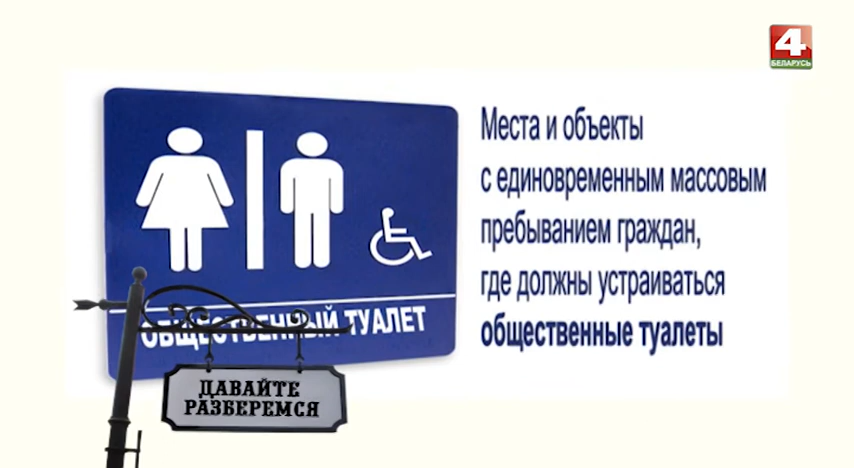 4
БЕЛАРУСЬ
Места и объекты
с единовременным массовым
пребыванием граждан,
где должны устраиваться
общественные туалеты
ОБЩЕСТВЕННЫЙ ТУАЛЕТ
ДАВАЙТЕ
РАЗБЕРЕМСЯ